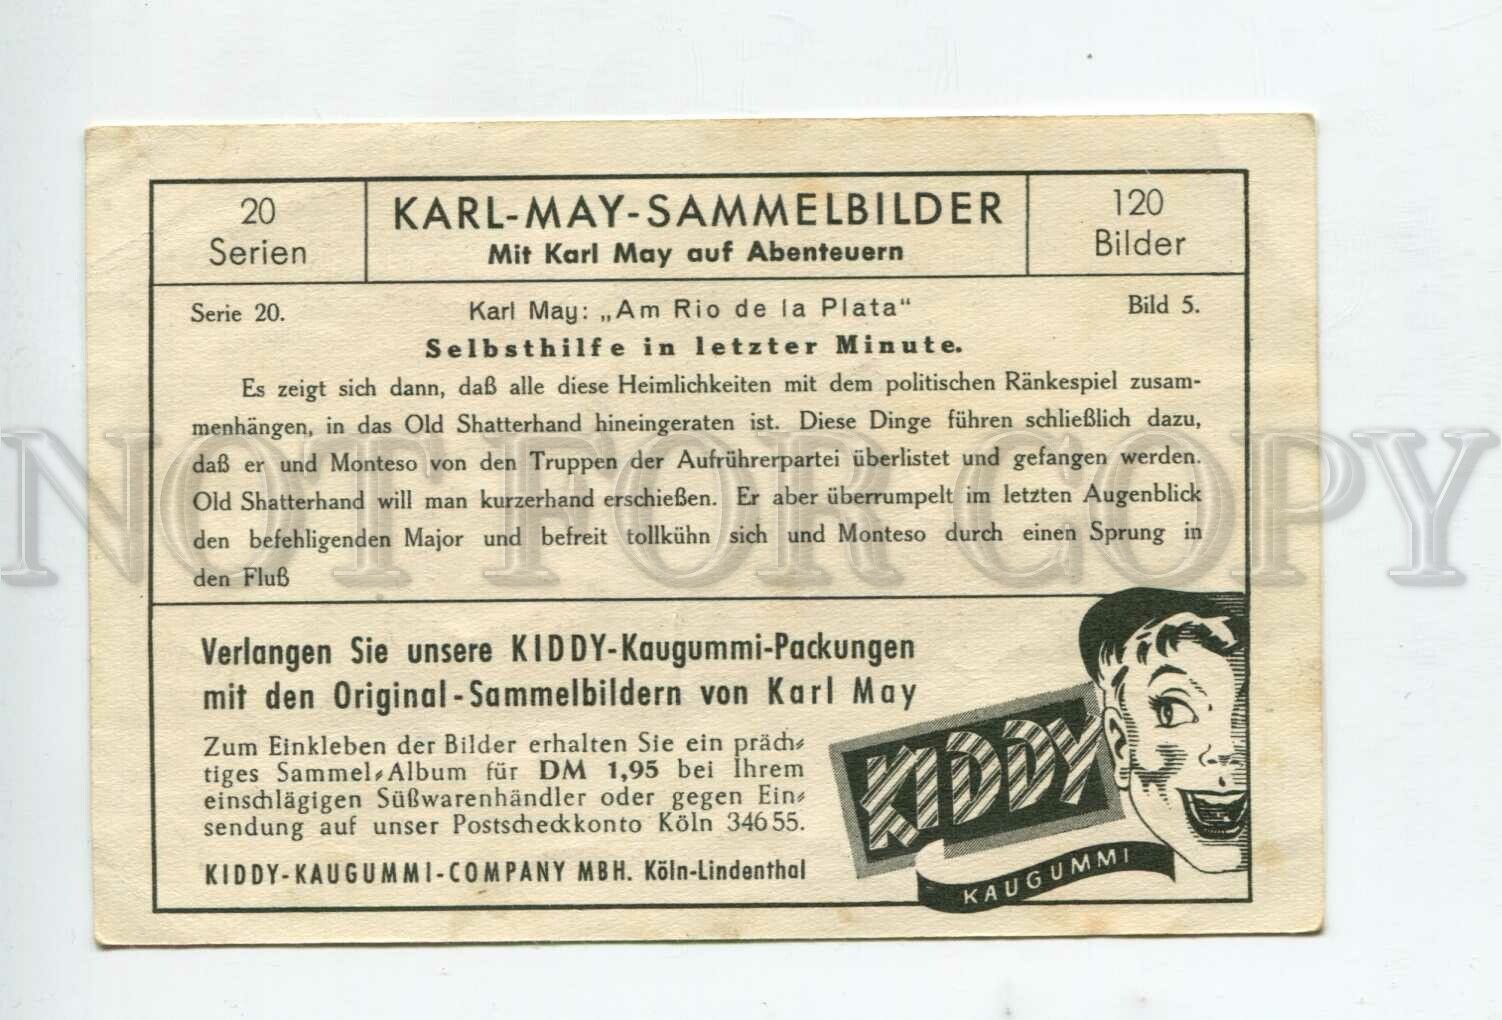 20
Serien
KARL-MAY-SAMMELBILDER
Mit Karl May auf Abenteuern
120
Bilder
Serie 20.
Karl May: „Am Rio de la Plata“
Bild 5.
Selbsthilfe in letzter Minute.
Es zeigt sich dann, daß alle diese Heimlichkeiten mit dem politischen Ränkespiel zusam-
menhängen, in das Old Shatterhand hineingeraten ist. Diese Dinge führen schließlich dazu,
daß er und Monteso von den Truppen der Aufrührerpartei überlistet und gefangen werden.
Old Shatterhand will man kurzerhand erschießen. Er aber überrumpelt im letzten Augenblick
den befehligenden Major und befreit tollkühn sich und Monteso durch einen Sprung in
den Fluß
NOT FOR COPY
Verlangen Sie unsere KIDDY-Kaugummi-Packungen
mit den Original-Sammelbildern von Karl May
Zum Einkleben der Bilder erhalten Sie ein präch-
tiges Sammel-Album für DM 1,95 bei Ihrem
einschlägigen Süßwarenhändler oder gegen Ein-
sendung auf unser Postscheckkonto Köln 34655.
KIDDY-KAUGUMMI-COMPANY MBH. Köln-Lindenthal
KIDDY
KAUGUMMI